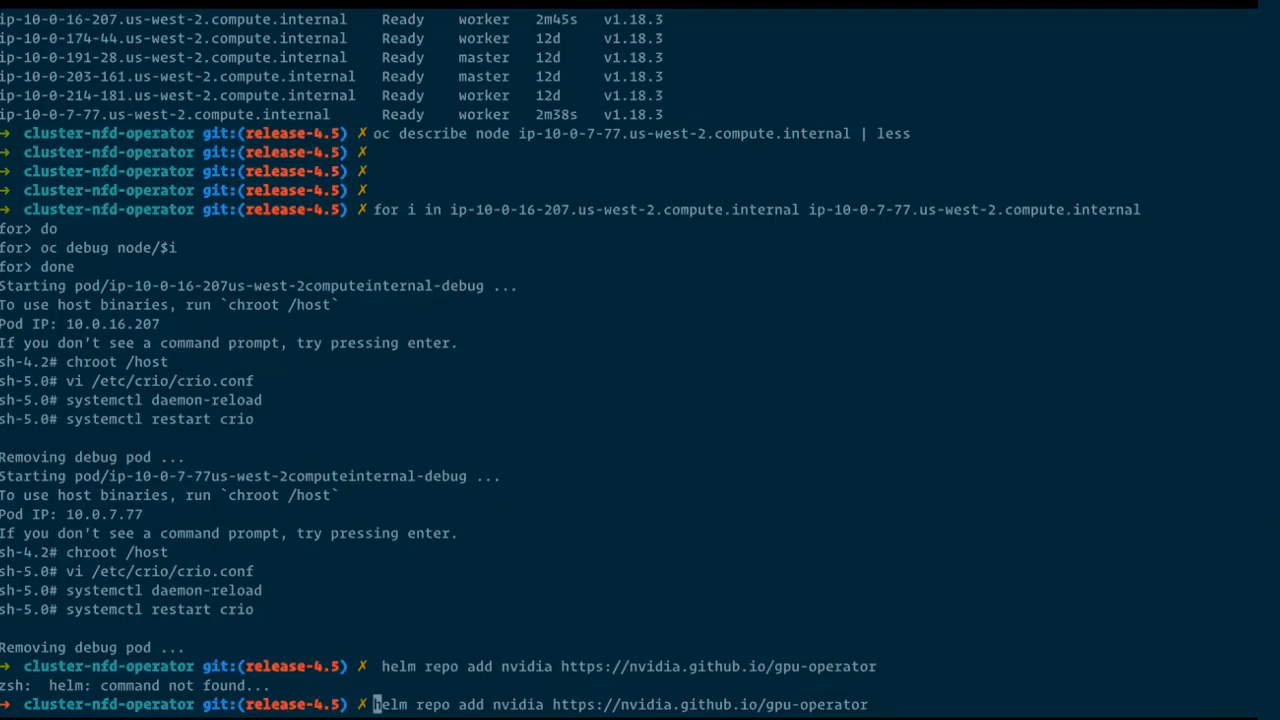 ip-10-0-16-207.us-west-2.compute.internal Ready worker 2m45s v1.18.3
ip-10-0-174-44.us-west-2.compute.internal Ready worker 12d v1.18.3
ip-10-0-191-28.us-west-2.compute.internal Ready master 12d v1.18.3
ip-10-0-203-161.us-west-2.compute.internal Ready master 12d v1.18.3
ip-10-0-214-181.us-west-2.compute.internal Ready worker 12d v1.18.3
ip-10-0-7-77.us-west-2.compute.internal Ready worker 2m38s v1.18.3
→ cluster-nfd-operator git:(release-4.5) ✗ oc describe node ip-10-0-7-77.us-west-2.compute.internal | less
→ cluster-nfd-operator git:(release-4.5) ✗
→ cluster-nfd-operator git:(release-4.5) ✗
→ cluster-nfd-operator git:(release-4.5) ✗
→ cluster-nfd-operator git:(release-4.5) ✗ for i in ip-10-0-16-207.us-west-2.compute.internal ip-10-0-7-77.us-west-2.compute.internal
for> do
for> oc debug node/$i
for> done
Starting pod/ip-10-0-16-207us-west-2computeinternal-debug ...
To use host binaries, run `chroot /host`
Pod IP: 10.0.16.207
If you don't see a command prompt, try pressing enter.
sh-4.2# chroot /host
sh-5.0# vi /etc/crio/crio.conf
sh-5.0# systemctl daemon-reload
sh-5.0# systemctl restart crio
Removing debug pod ...
Starting pod/ip-10-0-7-77us-west-2computeinternal-debug ...
To use host binaries, run `chroot /host`
Pod IP: 10.0.7.77
If you don't see a command prompt, try pressing enter.
sh-4.2# chroot /host
sh-5.0# vi /etc/crio/crio.conf
sh-5.0# systemctl daemon-reload
sh-5.0# systemctl restart crio
Removing debug pod ...
→ cluster-nfd-operator git:(release-4.5) ✗ helm repo add nvidia https://nvidia.github.io/gpu-operator
zsh: helm: command not found...
→ cluster-nfd-operator git:(release-4.5) ✗ helm repo add nvidia https://nvidia.github.io/gpu-operator